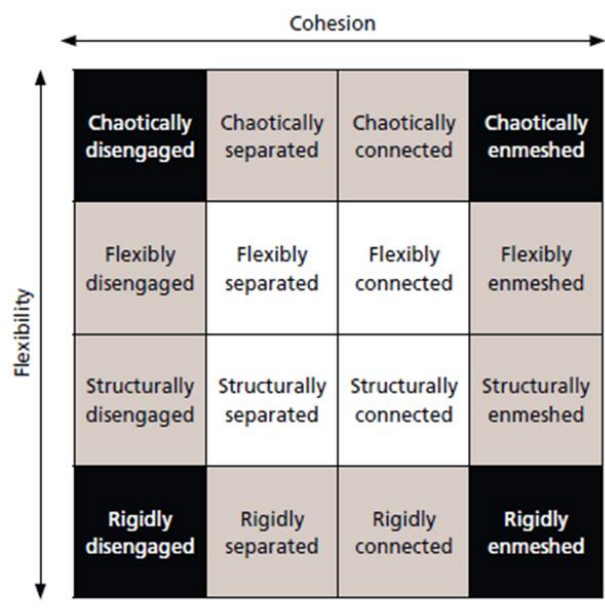 Cohesion
Flexibility
Chaotically
disengaged
Chaotically
separated
Chaotically
connected
Chaotically
enmeshed
Flexibly
disengaged
Flexibly
separated
Flexibly
connected
Flexibly
enmeshed
Structurally
disengaged
Structurally
separated
Structurally
connected
Structurally
enmeshed
Rigidly
disengaged
Rigidly
separated
Rigidly
connected
Rigidly
enmeshed